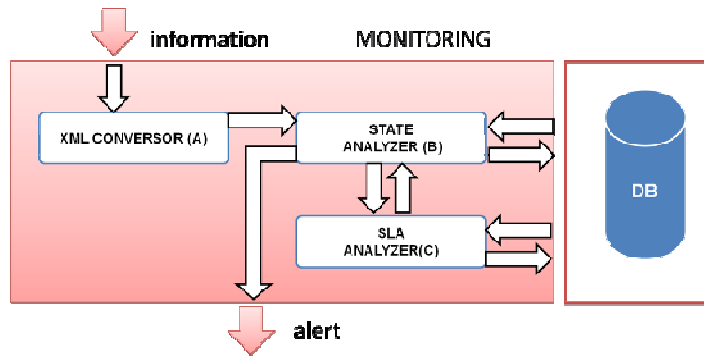 information
MONITORING
XML CONVERSOR (A)
STATE
ANALYZER (B)
DB
SLA
ANALYZER(C)
alert